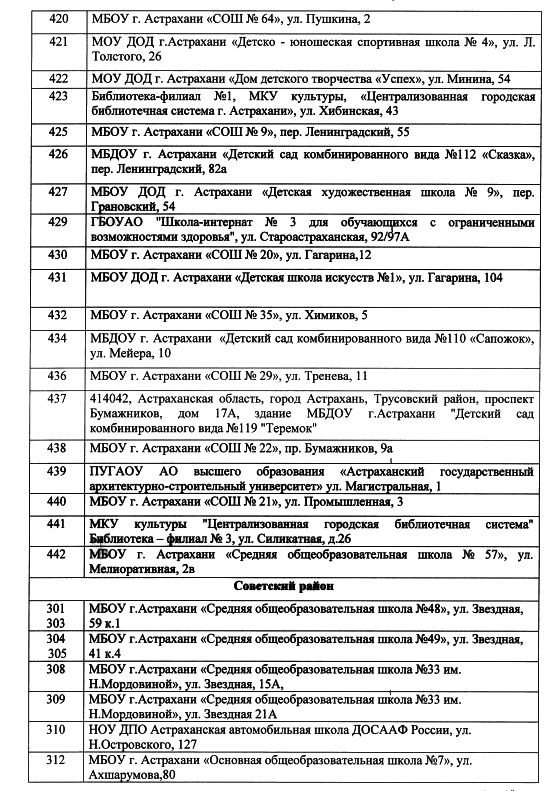 420 МБОУ г. Астрахани «СОШ № 64», ул. Пушкина, 2
421 МОУ ДОД г.Астрахани «Детско - юношеская спортивная школа № 4», ул. Л.
Толстого, 26
422 МОУ ДОД г. Астрахани «Дом детского творчества «Успех», ул. Минина, 54
423 Библиотека-филиал №1, МКУ культуры, «Централизованная городская
библиотечная система г. Астрахани», ул. Хибинская, 43
425 МБОУ г. Астрахани «СОШ № 9», пер. Ленинградский, 55
426 МБДОУ г. Астрахани «Детский сад комбинированного вида №112 «Сказка»,
пер. Ленинградский, 82а
427 МБОУ ДОД г. Астрахани «Детская художественная школа № 9», пер.
Грановский, 54
429 ГБОУАО "Школа-интернат № 3 для обучающихся с ограниченными
возможностями здоровья", ул. Староастраханская, 92/97А
430 МБОУ г. Астрахани «СОШ № 20», ул. Гагарина,12
431 МБОУ ДОД г. Астрахани «Детская школа искусств №1», ул. Гагарина, 104
432 МБОУ г. Астрахани «СОШ № 35», ул. Химиков, 5
434 МБДОУ г. Астрахани «Детский сад комбинированного вида №110 «Сапожок»,
ул. Мейера, 10
436 МБОУ г. Астрахани «СОШ № 29», ул. Тренева, 11
437 414042, Астраханская область, город Астрахань, Трусовский район, проспект
Бумажников, дом 17А, здание МБДОУ г.Астрахани "Детский сад
комбинированного вида №119 "Теремок"
438 МБОУ г. Астрахани «СОШ № 22», пр. Бумажников, 9а
439 ПУГАОУ АО высшего образования «Астраханский государственный
архитектурно-строительный университет» ул. Магистральная, 1
440 МБОУ г. Астрахани «СОШ № 21», ул. Промышленная, 3
441 МКУ культуры "Централизованная городская библиотечная система"
Библиотека – филиал № 3, ул. Силикатная, д.26
442 МБОУ г. Астрахани «Средняя общеобразовательная школа № 57», ул.
Мелиоративная, 2в
Советский район
301 МБОУ г.Астрахани «Средняя общеобразовательная школа №48», ул. Звездная,
303 59 к.1
304 МБОУ г.Астрахани «Средняя общеобразовательная школа №49», ул. Звездная,
305 41 к.4
308 МБОУ г.Астрахани «Средняя общеобразовательная школа №33 им.
Н.Мордовиной», ул. Звездная, 15А,
309 МБОУ г.Астрахани «Средняя общеобразовательная школа №33 им.
Н.Мордовиной», ул. Звездная 21А
310 НОУ ДПО Астраханская автомобильная школа ДОСААФ России, ул.
Н.Островского, 127
312 МБОУ г. Астрахани «Основная общеобразовательная школа №7», ул.
Ахшарумова,80